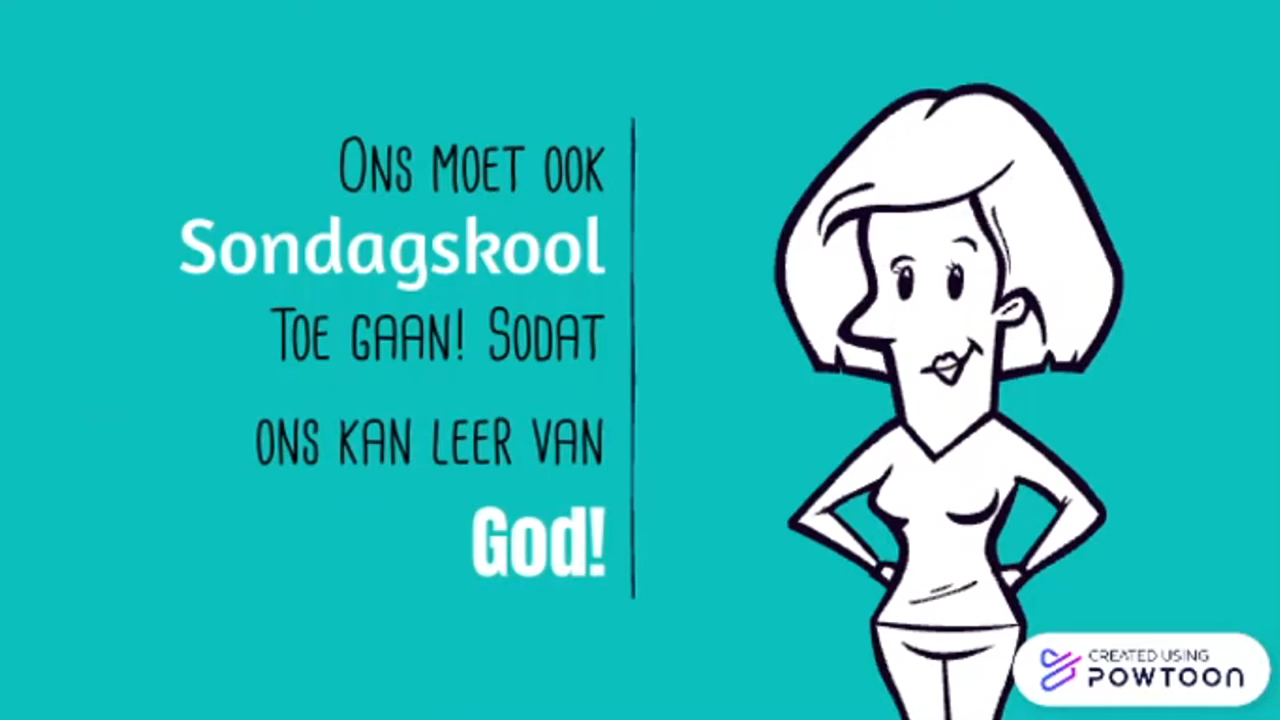 Ons moet ook
Sondagskool
Toe gaan! Sodat
ons kan leer van
God!
CREATED USING
POWTOON